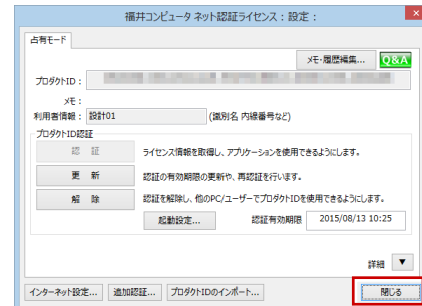 福井コンピュータ ネット認証ライセンス：設定：
占有モード
メモ・履歴編集... Q&A
プロダクトID：
メモ：
利用者情報： 設計01 (識別名 内線番号など)
プロダクトID認証
認 証 ライセンス情報を取得し、アプリケーションを使用できるようにします。
更 新 認証の有効期限の更新や、再認証を行います。
解 除 認証を解除し、他のPC/ユーザーでプロダクトIDを使用できるようにします。
起動設定... 認証有効期限 2015/08/13 10:25
詳細 ▼
インターネット設定... 追加認証... プロダクトIDのインポート... 閉じる